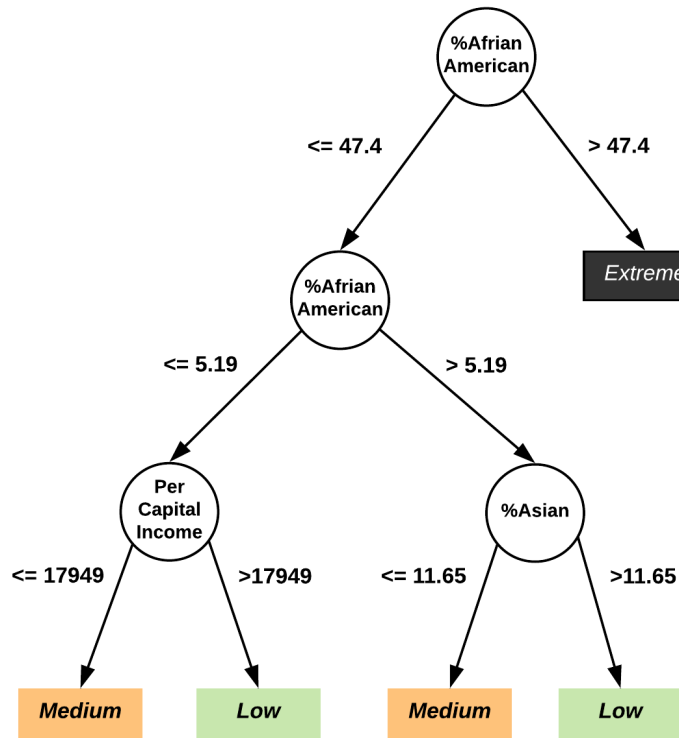 %Afrian
American
<= 47.4
> 47.4
%Afrian
American
Extreme
<= 5.19
> 5.19
Per
Capital
Income
%Asian
<= 17949
>17949
<= 11.65
>11.65
Medium
Low
Medium
Low